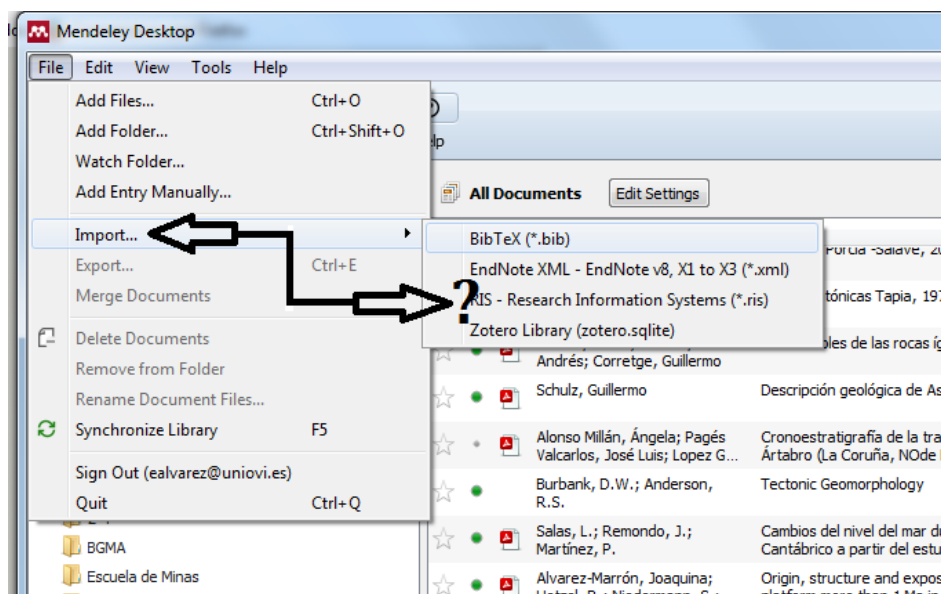 Mendeley Desktop
File Edit View Tools Help
Add Files... Ctrl+O
Add Folder... Ctrl+Shift+O
Watch Folder...
Add Entry Manually...
Import...
Export... Ctrl+E
Merge Documents
Delete Documents
Remove from Folder
Rename Document Files...
Synchronize Library F5
Sign Out (ealvarez@uniovi.es)
Quit Ctrl+Q
BGMA
Escuela de Minas
All Documents Edit Settings
BibTeX (*.bib)
EndNote XML - EndNote v8, X1 to X3 (*.xml)
? RIS - Research Information Systems (*.ris)
Zotero Library (zotero.sqlite)
tónicas Tapia, 19
Andrés; Corretge, Guillermo
de las rocas
Schulz, Guillermo Descripción geológica de As
Alonso Millán, Ángela; Pagés Cronoestratigrafía de la tra
Valcarlos, José Luis; Lopez G... Ártabro (La Coruña, NOde
Burbank, D.W.; Anderson, Tectonic Geomorphology
R.S.
Salas, L.; Remondo, J.; Cambios del nivel del mar d
Martínez, P. Cantábrico a partir del estu
Alvarez-Marrón, Joaquina; Origin, structure and expos